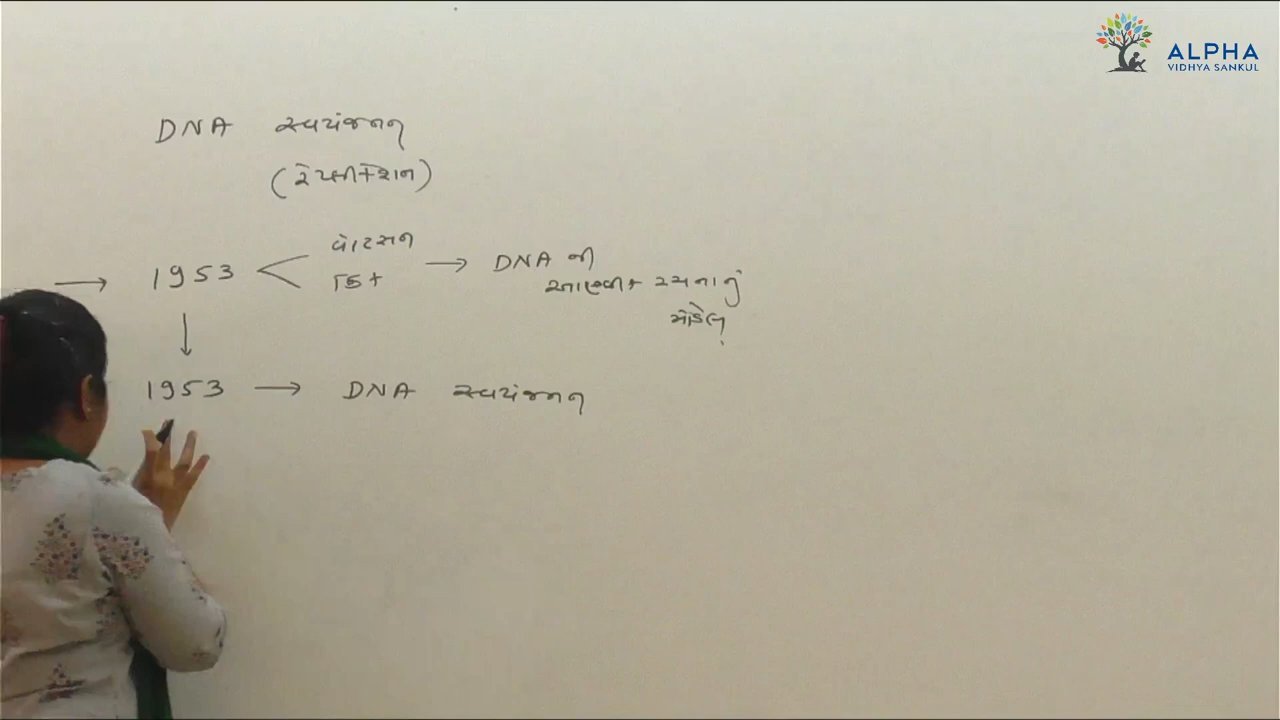 ALPHA
VIDHYA SANKUL
DNA સ્વયંજનન
(રેપ્લીકેશન)
વોટસન
→ 1953 < ક્રિક → DNA ની
આણ્વીક રચનાનું
મોડેલ
↓
1953 → DNA સ્વયંજનન